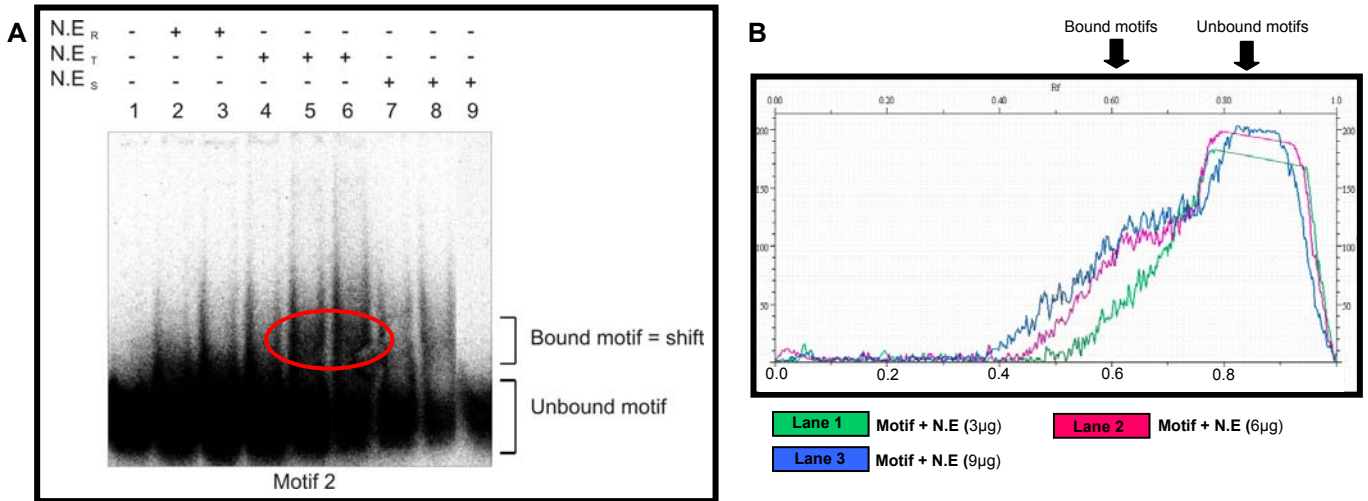 A
N.E R - + + - - - - - -
N.E T - - - + + + - - -
N.E S - - - - - - + + +
1 2 3 4 5 6 7 8 9
Bound motif = shift
Unbound motif
Motif 2
B
Bound motifs Unbound motifs
Rf
0.00 0.20 0.40 0.60 0.80 1.0
200 200
150 150
100 100
50 50
0.0 0.2 0.4 0.6 0.8
Lane 1 Motif + N.E (3µg) Lane 2 Motif + N.E (6µg)
Lane 3 Motif + N.E (9µg)